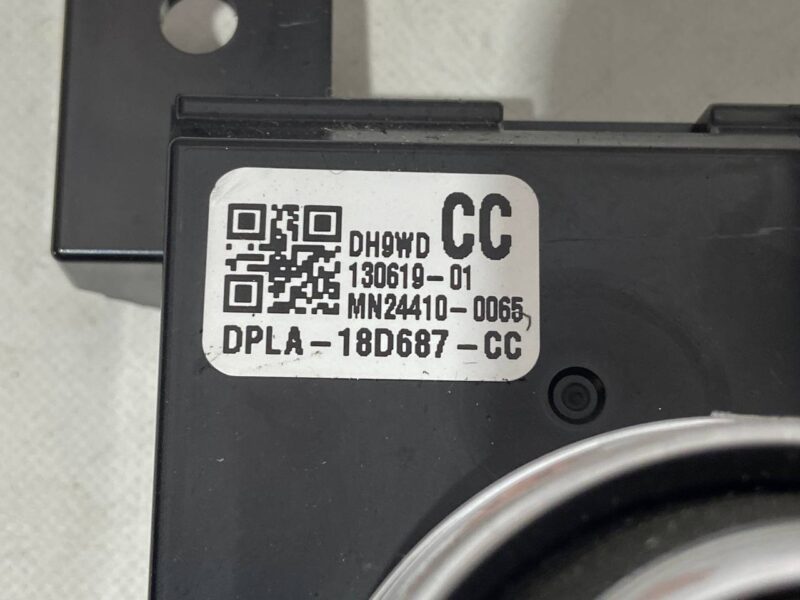 DH9WD CC
130619-01
MN24410-0065
DPLA-18D687-CC